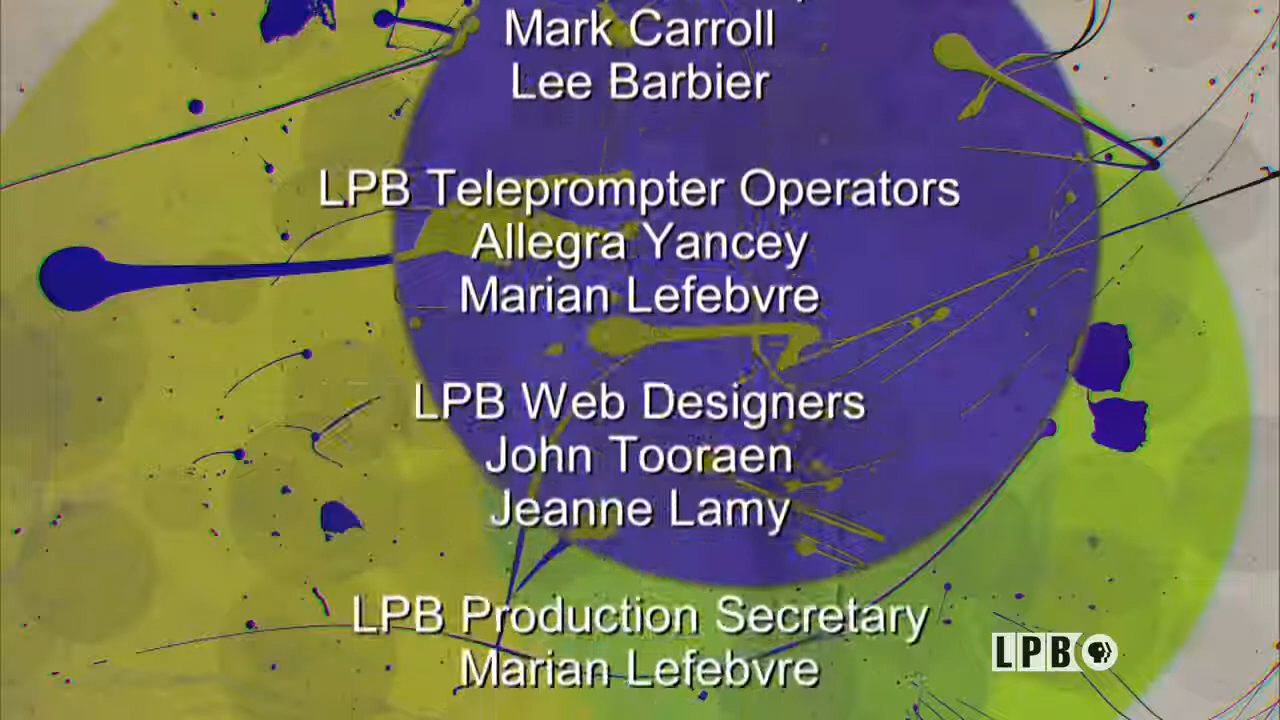 Mark Carroll
Lee Barbier
LPB Teleprompter Operators
Allegra Yancey
Marian Lefebvre
LPB Web Designers
John Tooraen
Jeanne Lamy
LPB Production Secretary
Marian Lefebvre
LPB